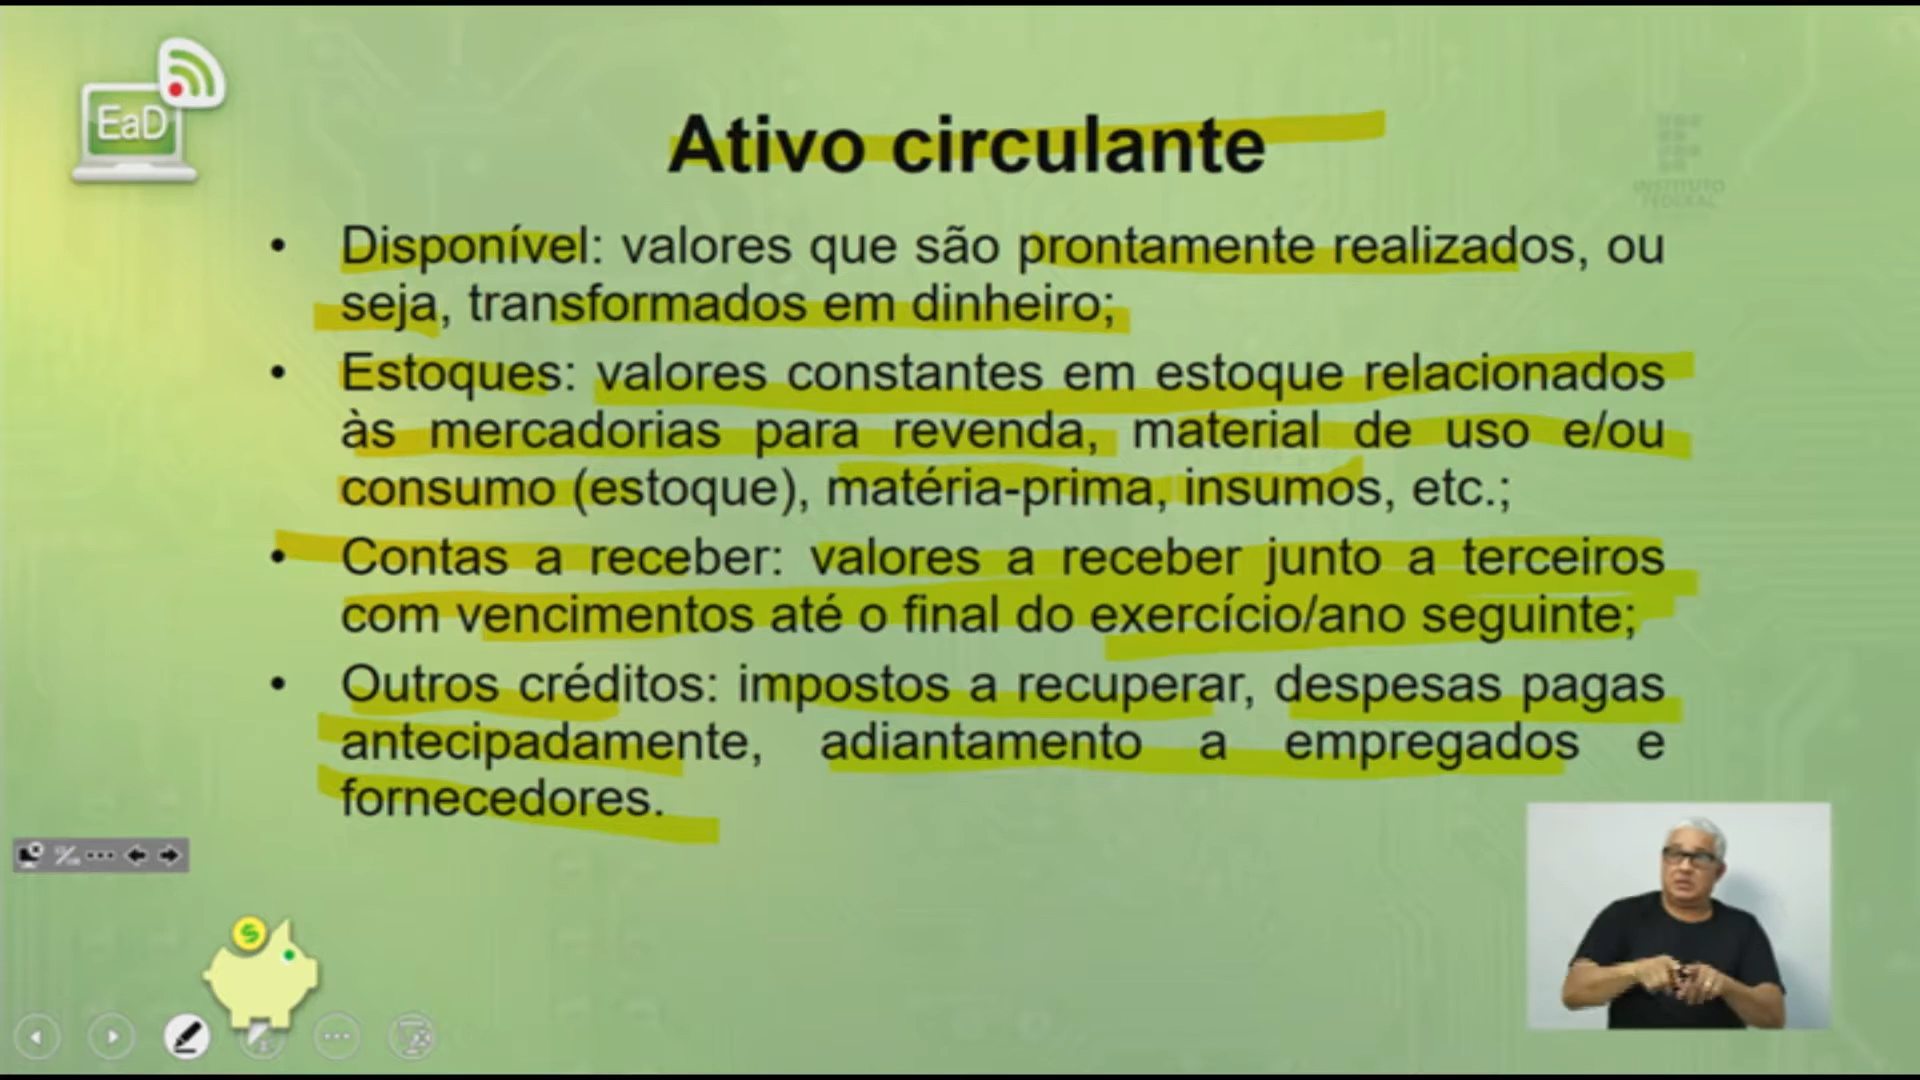 EaD
Ativo circulante
INSTITUTO
FEDERAL
• Disponível: valores que são prontamente realizados, ou
seja, transformados em dinheiro;
• Estoques: valores constantes em estoque relacionados
às mercadorias para revenda, material de uso e/ou
consumo (estoque), matéria-prima, insumos, etc.;
• Contas a receber: valores a receber junto a terceiros
com vencimentos até o final do exercício/ano seguinte;
• Outros créditos: impostos a recuperar, despesas pagas
antecipadamente, adiantamento a empregados e
fornecedores.
$